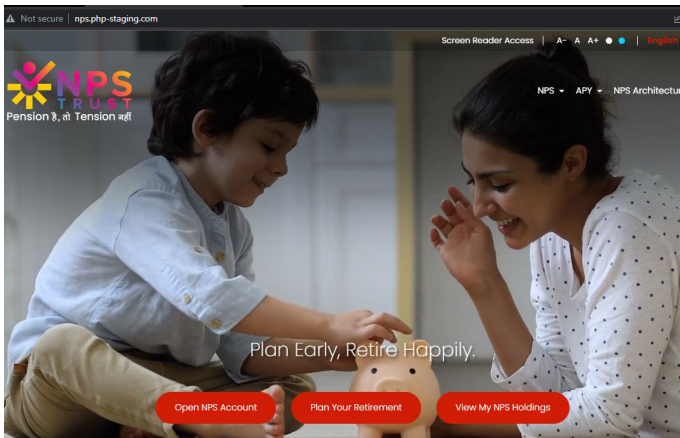 Not secure | nps.php-staging.com
Screen Reader Access | A- A A+ | English
NPS
TRUST
Pension है, तो Tension नहीं
NPS APY NPS Architectur
Plan Early, Retire Happily.
Open NPS Account Plan Your Retirement View My NPS Holdings